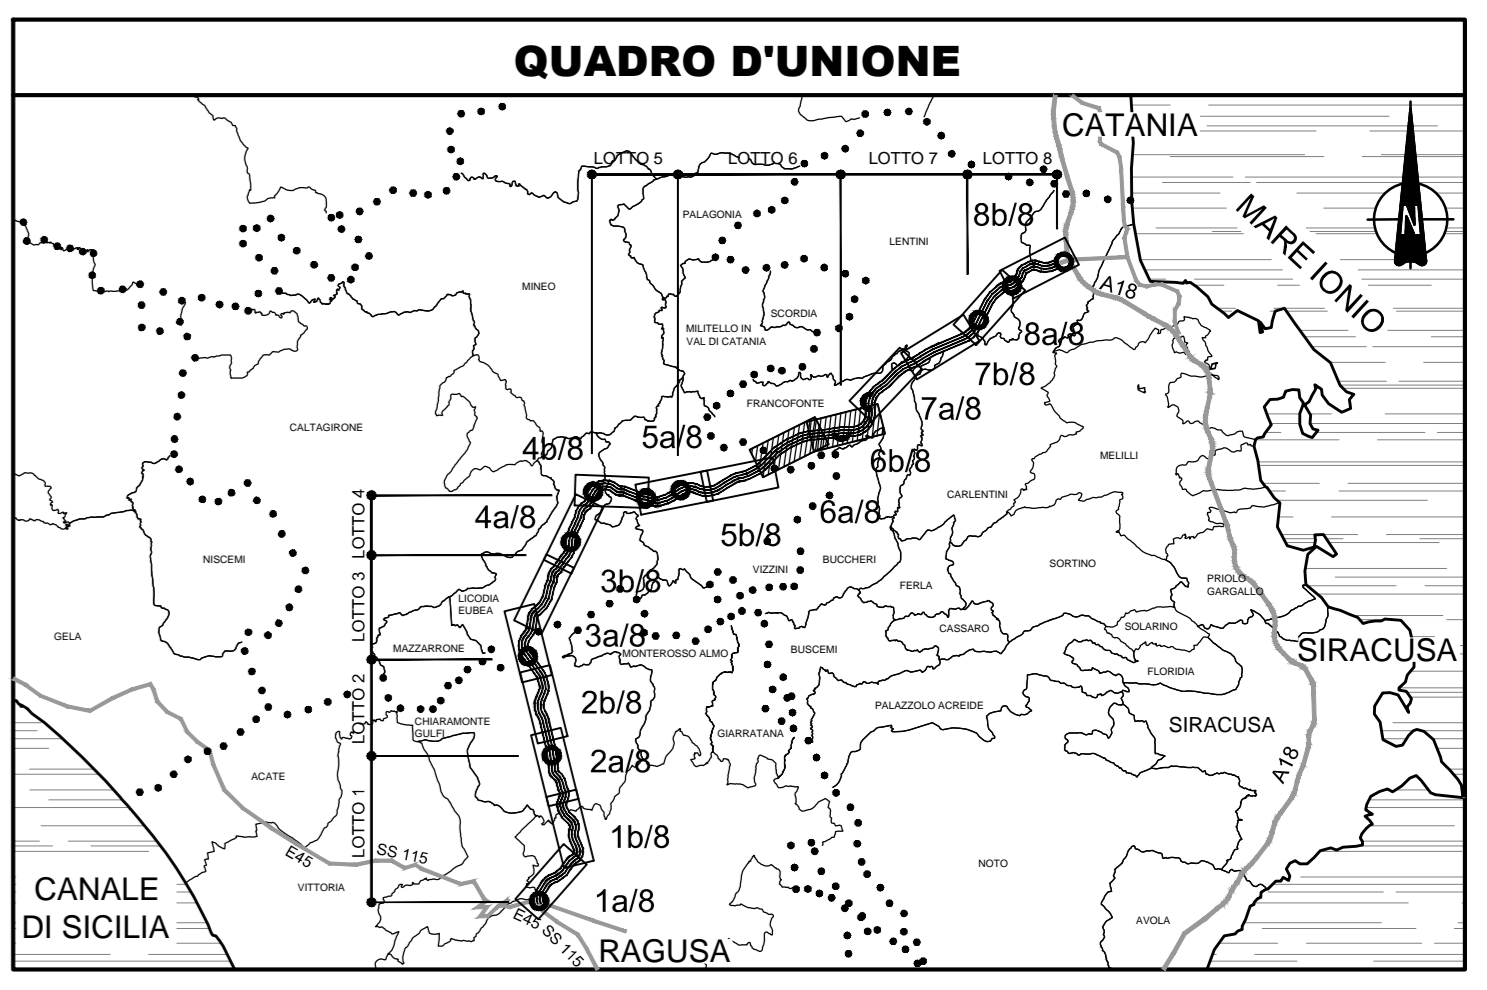 QUADRO D'UNIONE
CATANIA
LOTTO 5
LOTTO 6
LOTTO 7
LOTTO 8
PALAGONIA
8b/8
LENTINI
N
MARE IONIO
MINEO
A18
SCORDIA
MILITELLO IN
VAL DI CATANIA
8a/8
7b/8
FRANCOFONTE
7a/8
CALTAGIRONE
4b/8
5a/8
6b/8
MELILLI
CARLENTINI
LOTTO 4
4a/8
6a/8
5b/8
NISCEMI
VIZZINI
BUCCHERI
SORTINO
3b/8
FERLA
PRIOLO
GARGALLO
LOTTO 3
LICODIA
EUBEA
GELA
3a/8
CASSARO
SOLARINO
MAZZARRONE
MONTEROSSO ALMO
BUSCEMI
SIRACUSA
FLORIDIA
LOTTO 2
2b/8
PALAZZOLO ACREIDE
CHIARAMONTE
GULFI
GIARRATANA
SIRACUSA
2a/8
A18
ACATE
LOTTO 1
1b/8
E45
SS 115
NOTO
VITTORIA
CANALE
DI SICILIA
1a/8
E45 SS 115
AVOLA
RAGUSA